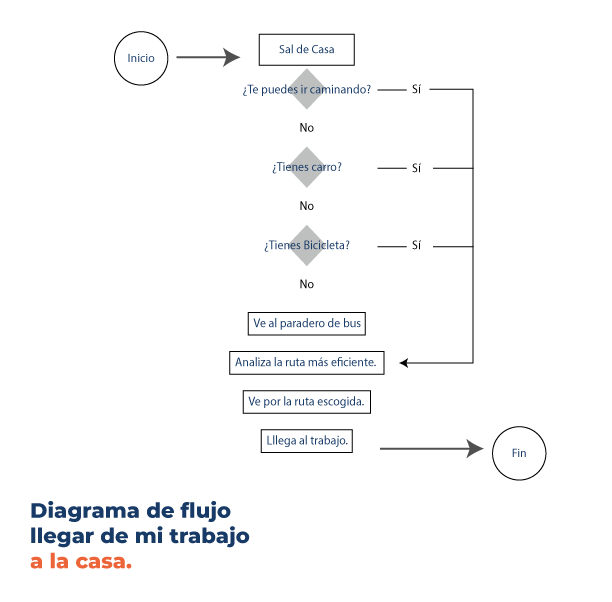 Inicio
Sal de Casa
¿Te puedes ir caminando?
Sí
No
¿Tienes carro?
Sí
No
¿Tienes Bicicleta?
Sí
No
Ve al paradero de bus
Analiza la ruta más eficiente.
Ve por la ruta escogida.
Lllega al trabajo.
Fin
Diagrama de flujo
llegar de mi trabajo
a la casa.